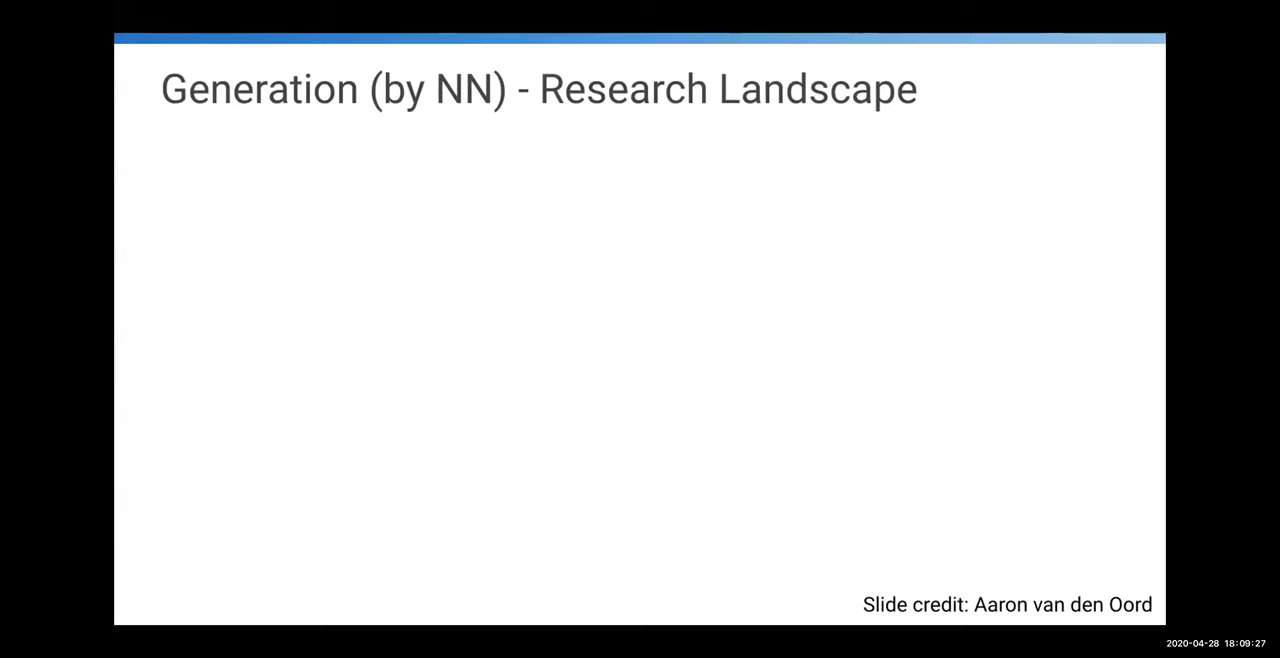 Generation (by NN) - Research Landscape
Slide credit: Aaron van den Oord
2020-04-28 18:09:27